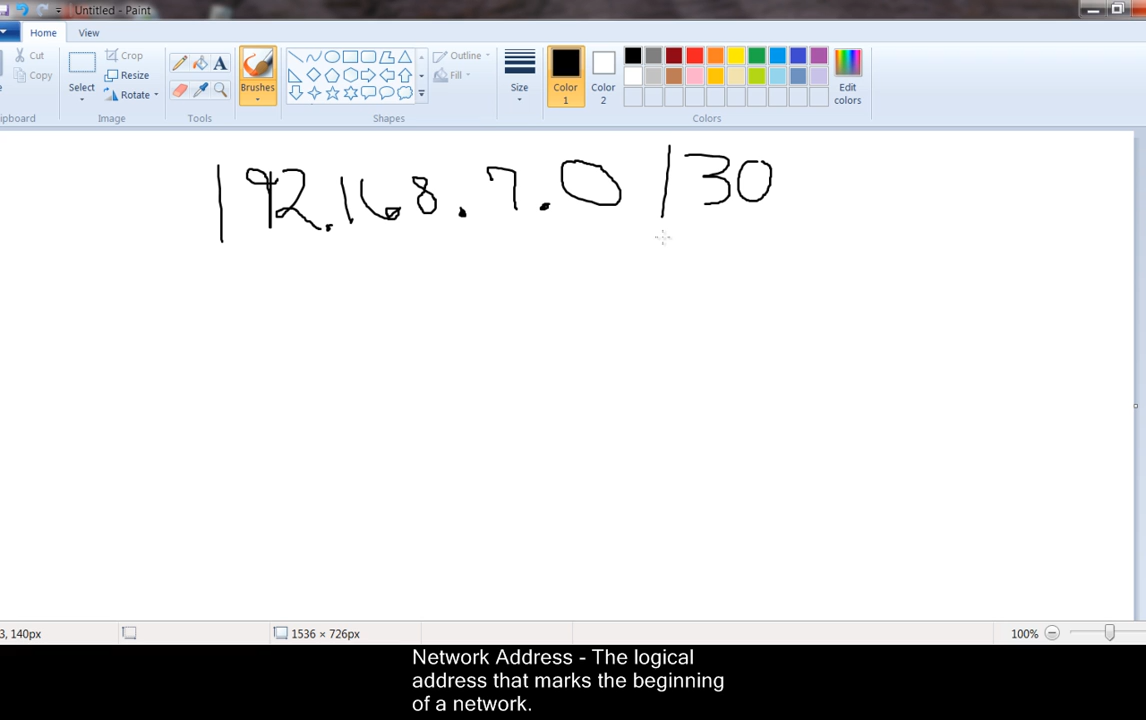 Untitled - Paint
Home View
Cut
Copy
Select
Crop
Resize
Rotate
Image
Tools
Brushes
Outline
Fill
Shapes
Size
Color 1
Color 2
Edit colors
Colors
192.168.7.0 /30
140px
1536 × 726px
100%
Network Address - The logical
address that marks the beginning
of a network.